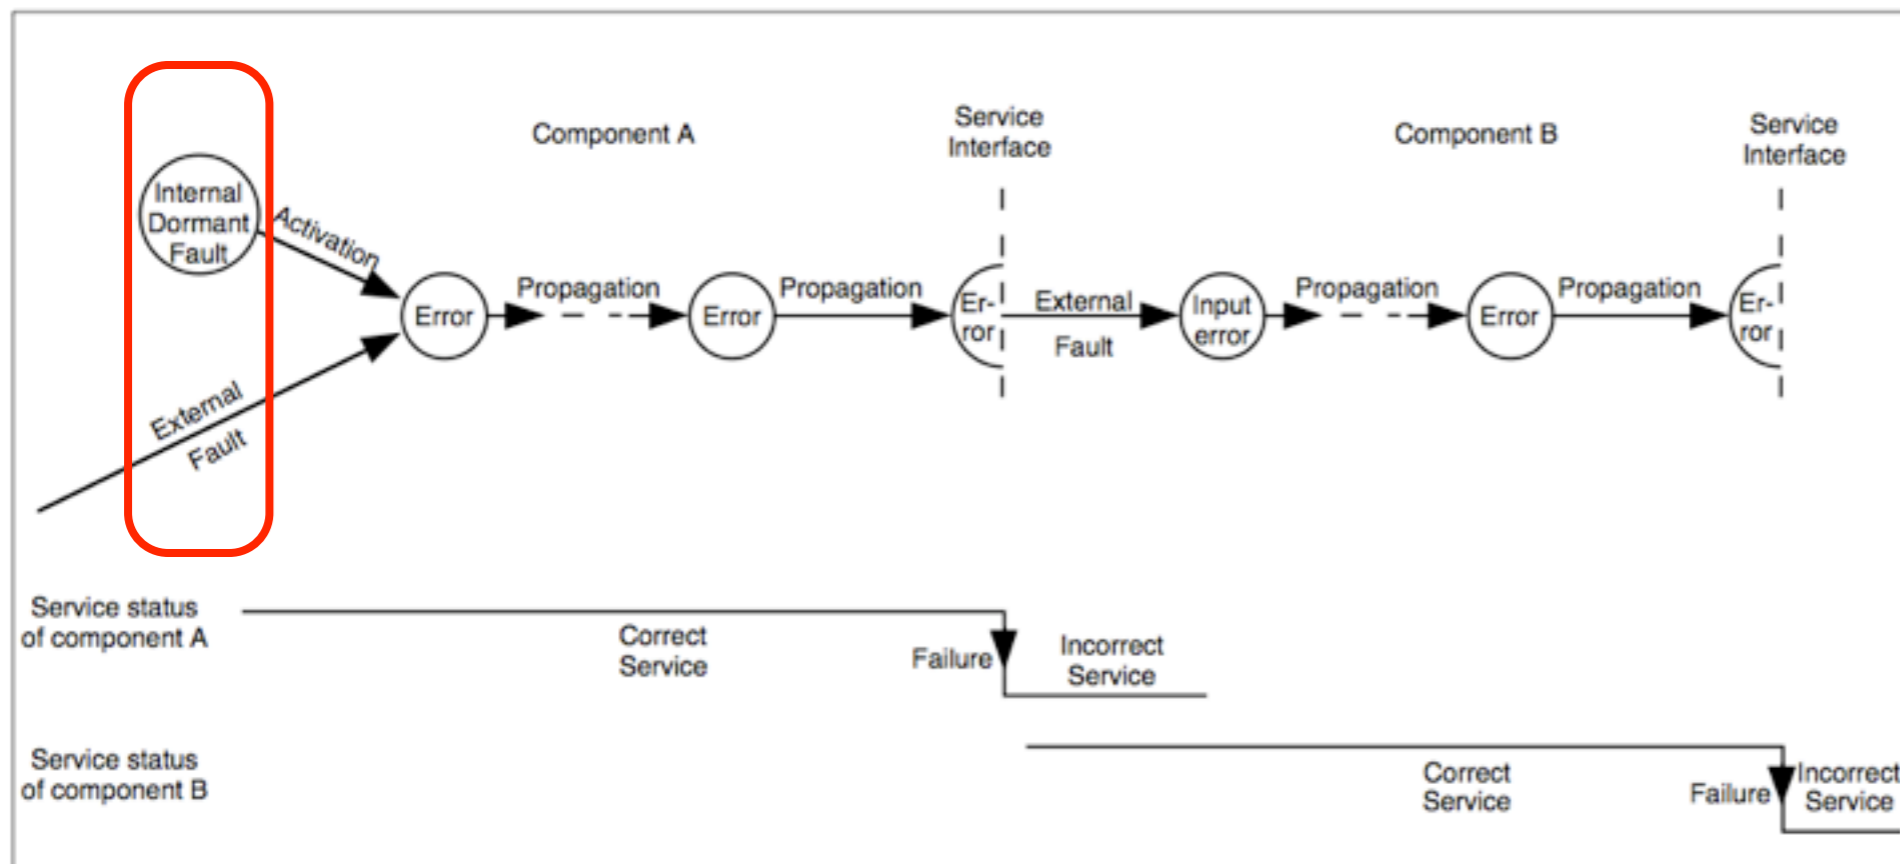 Component A
Service
Interface
Component B
Service
Interface
Internal
Dormant
Fault
Activation
Error
Propagation
Error
Propagation
Er-
ror
External
Fault
Input
error
Propagation
Error
Propagation
Er-
ror
External
Fault
Service status
of component A
Correct
Service
Failure
Incorrect
Service
Service status
of component B
Correct
Service
Failure
Incorrect
Service